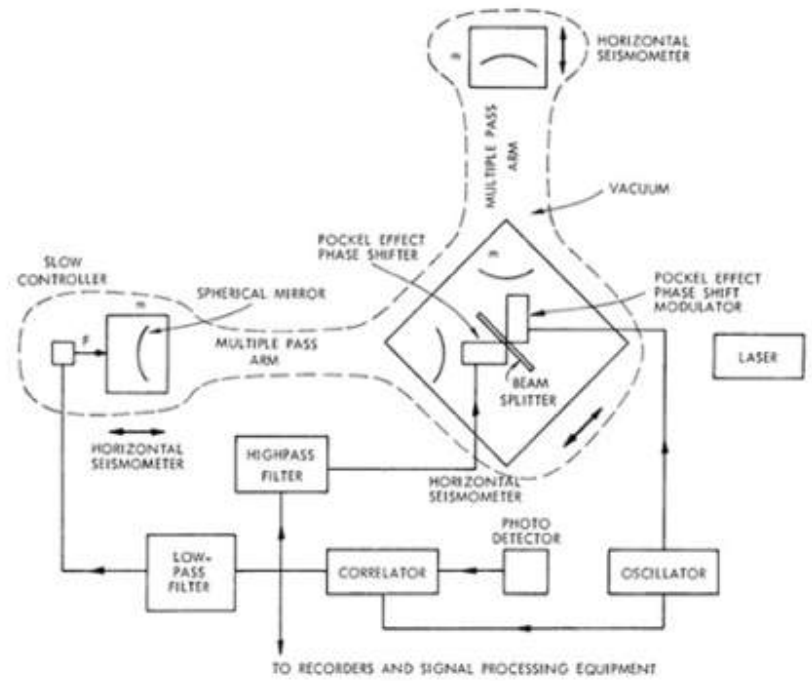 HORIZONTAL
SEISMOMETER
m
MULTIPLE PASS
ARM
VACUUM
POCKEL EFFECT
PHASE SHIFTER
m
SLOW
CONTROLLER
m
SPHERICAL MIRROR
POCKEL EFFECT
PHASE SHIFT
MODULATOR
F
MULTIPLE PASS
ARM
LASER
BEAM
SPLITTER
HORIZONTAL
SEISMOMETER
HIGHPASS
FILTER
HORIZONTAL
SEISMOMETER
PHOTO
DETECTOR
LOW-
PASS
FILTER
CORRELATOR
OSCILLATOR
TO RECORDERS AND SIGNAL PROCESSING EQUIPMENT